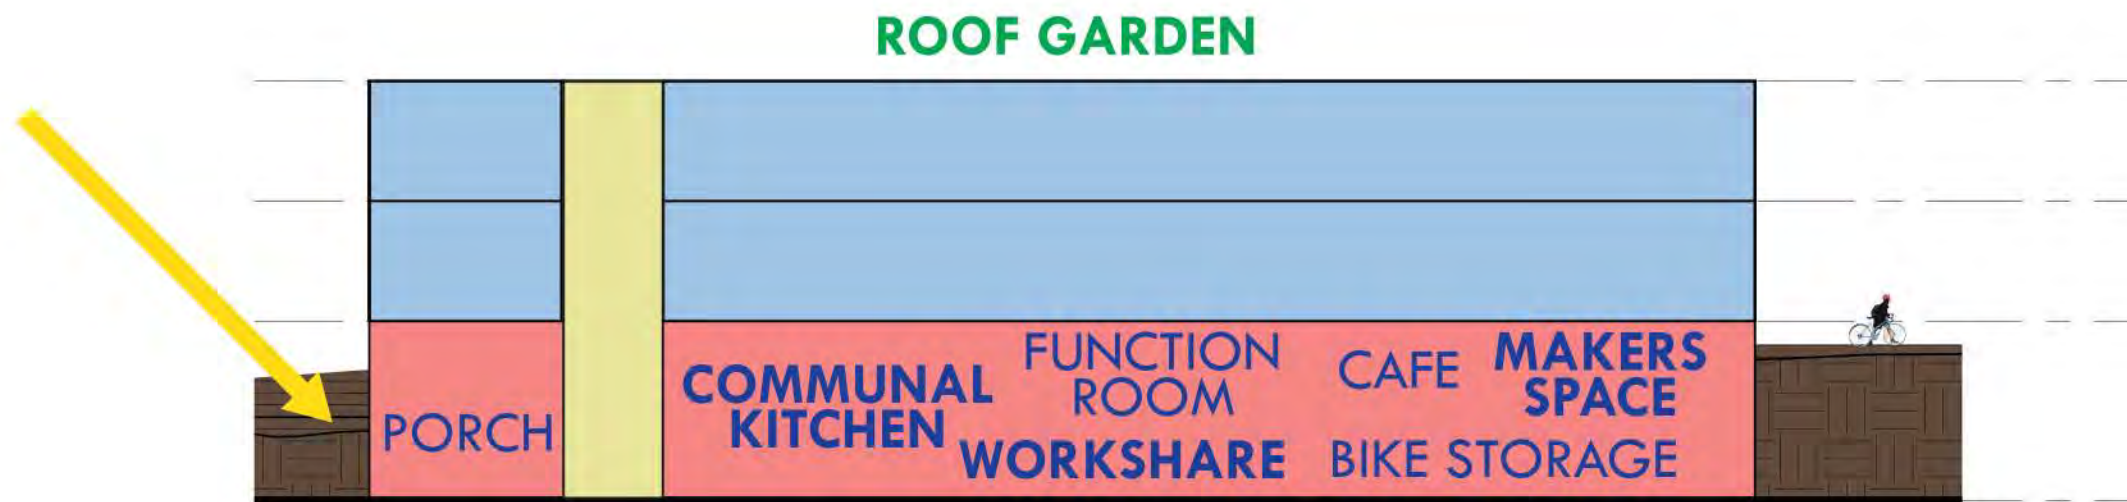 ROOF GARDEN
PORCH
COMMUNAL
KITCHEN
FUNCTION
ROOM
WORKSHARE
CAFE
MAKERS
SPACE
BIKE STORAGE